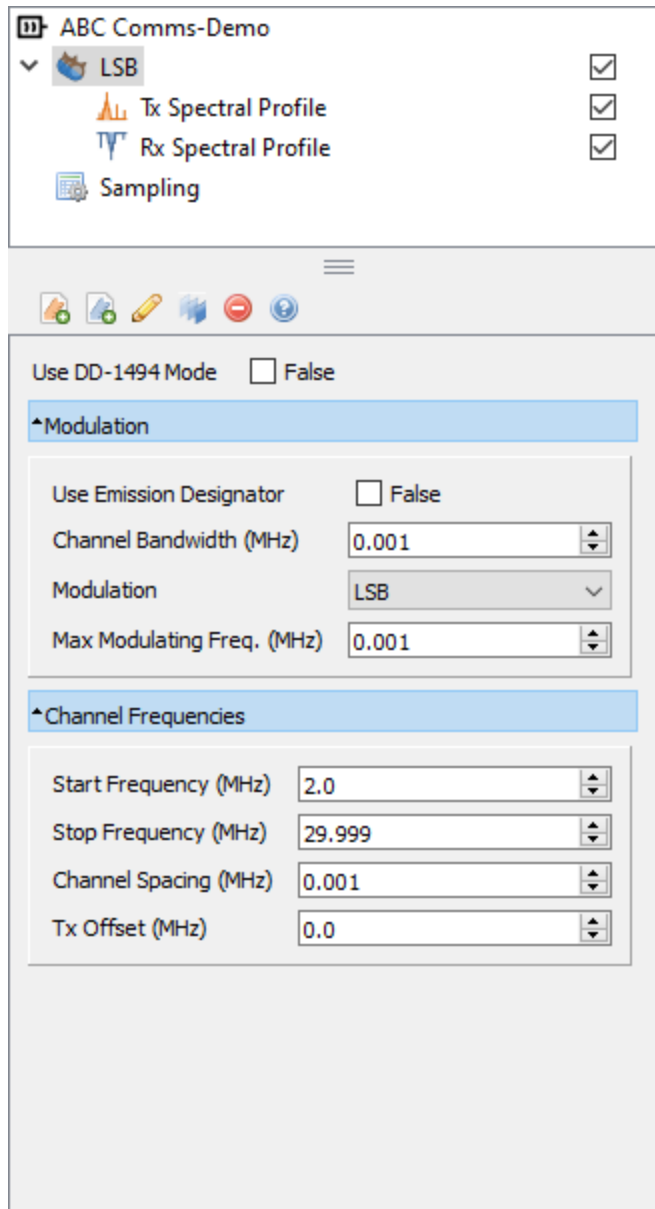 ABC Comms-Demo
LSB
Tx Spectral Profile
Rx Spectral Profile
Sampling
Use DD-1494 Mode False
Modulation
Use Emission Designator False
Channel Bandwidth (MHz) 0.001
Modulation LSB
Max Modulating Freq. (MHz) 0.001
Channel Frequencies
Start Frequency (MHz) 2.0
Stop Frequency (MHz) 29.999
Channel Spacing (MHz) 0.001
Tx Offset (MHz) 0.0